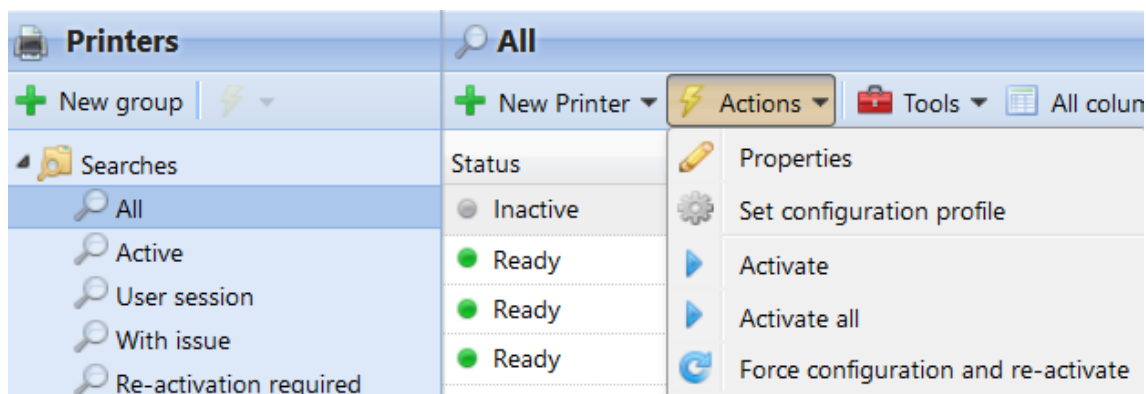 Printers
New group
Searches
All
Active
User session
With issue
Re-activation required
All
New Printer Actions Tools All
Status
Inactive
Ready
Ready
Ready
Properties
Set configuration profile
Activate
Activate all
Force configuration and re-activate